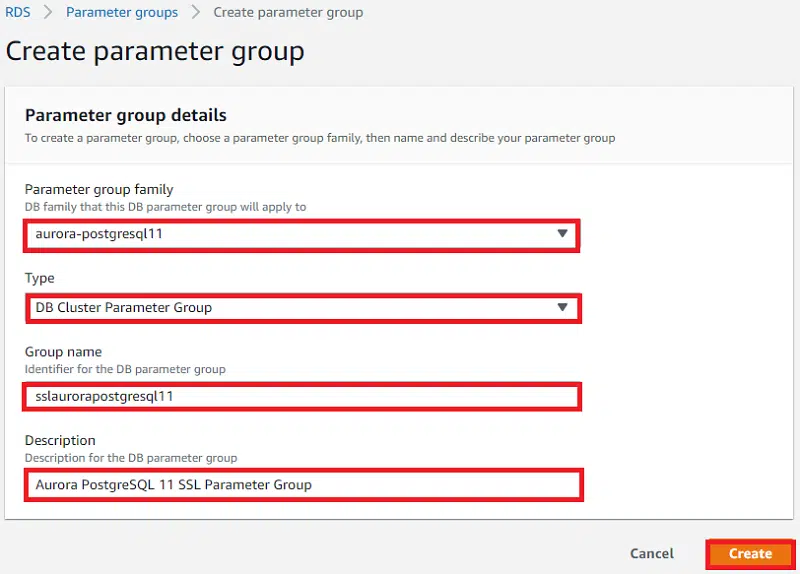 RDS > Parameter groups > Create parameter group
Create parameter group
Parameter group details
To create a parameter group, choose a parameter group family, then name and describe your parameter group
Parameter group family
DB family that this DB parameter group will apply to
aurora-postgresql11
Type
DB Cluster Parameter Group
Group name
Identifier for the DB parameter group
sslaurorapostgresql11
Description
Description for the DB parameter group
Aurora PostgreSQL 11 SSL Parameter Group
Cancel Create